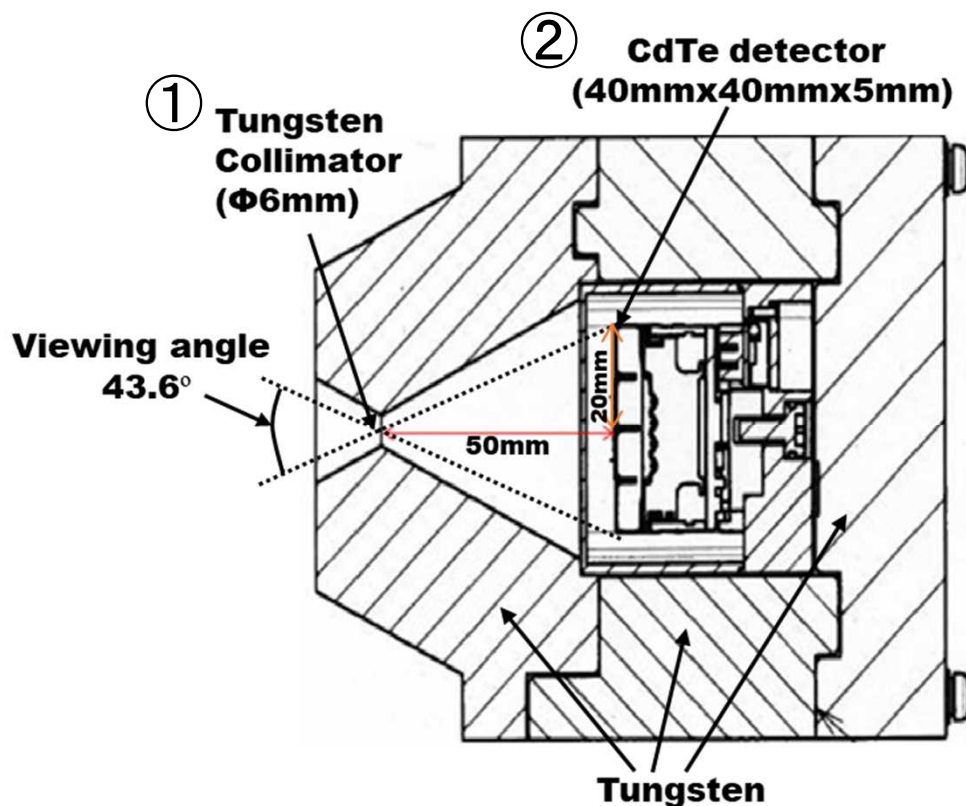 ②
CdTe detector
(40mmx40mmx5mm)
①
Tungsten
Collimator
(Φ6mm)
Viewing angle
43.6°
20mm
50mm
Tungsten